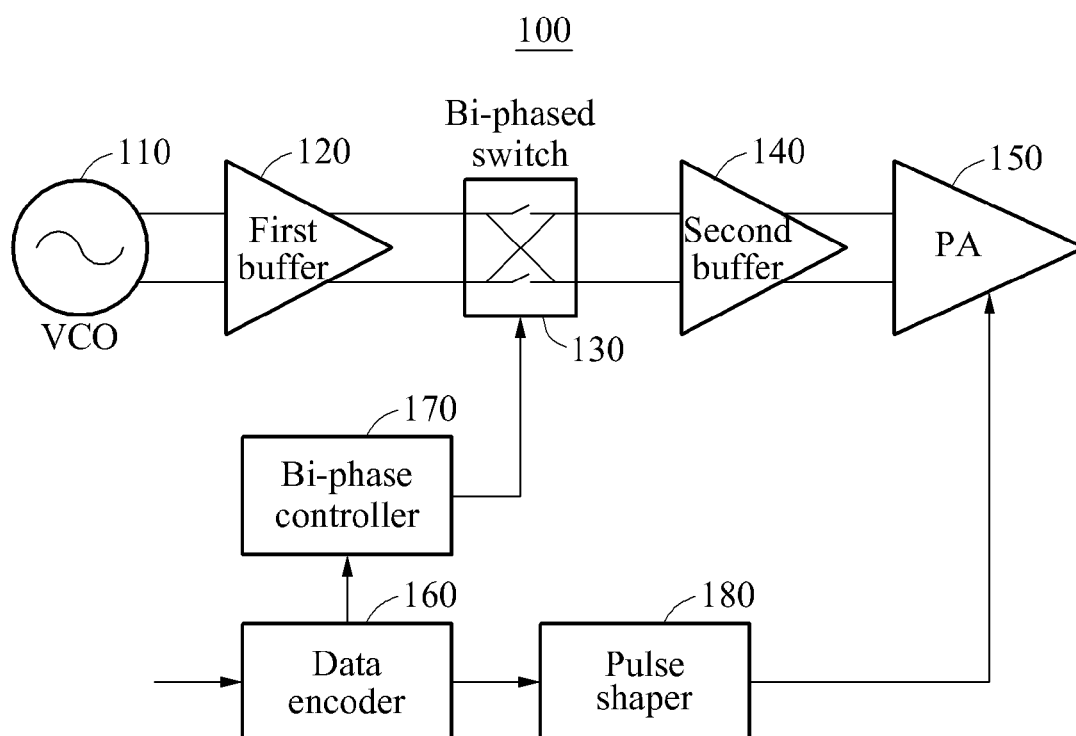 100
Bi-phased
switch
110
120
140
150
First
buffer
Second
buffer
PA
VCO
130
170
Bi-phase
controller
160
180
Data
encoder
Pulse
shaper